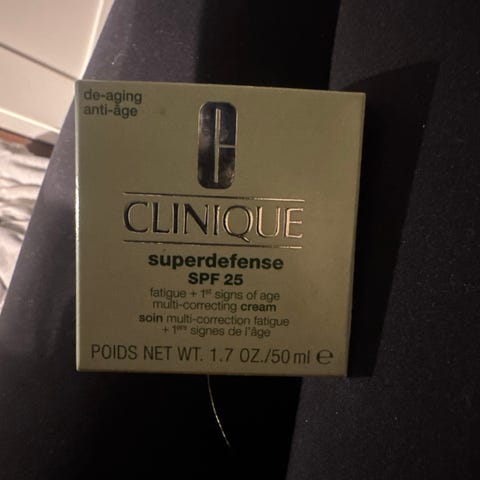 de-aging
anti-âge
C
CLINIQUE
superdefense
SPF 25
fatigue + 1st signs of age
multi-correcting cream
soin multi-correction fatigue
+ 1ers signes de l'âge
POIDS NET WT. 1.7 OZ./50 ml ℮